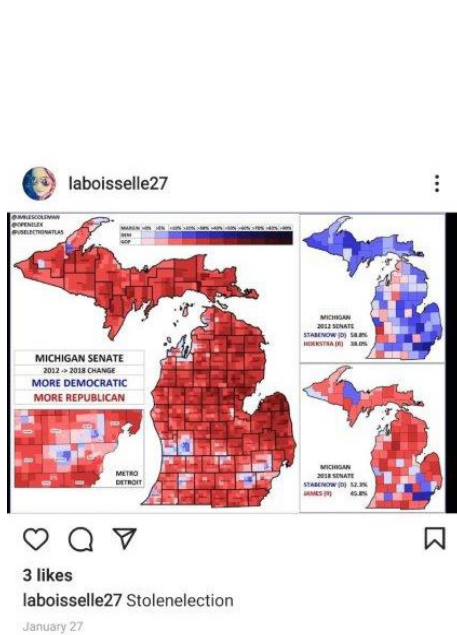 laboisselle27
@JMILESCOLEMAN
@OPENELEX
@USELECTIONATLAS
MARGIN
DEM
GOP
MICHIGAN SENATE
2012 -> 2018 CHANGE
MORE DEMOCRATIC
MORE REPUBLICAN
METRO
DETROIT
MICHIGAN
2012 SENATE
STABENOW (D) 58.8%
HOEKSTRA (R) 38.0%
MICHIGAN
2018 SENATE
STABENOW (D) 52.3%
JAMES (R) 45.8%
3 likes
laboisselle27 Stolenelection
January 27